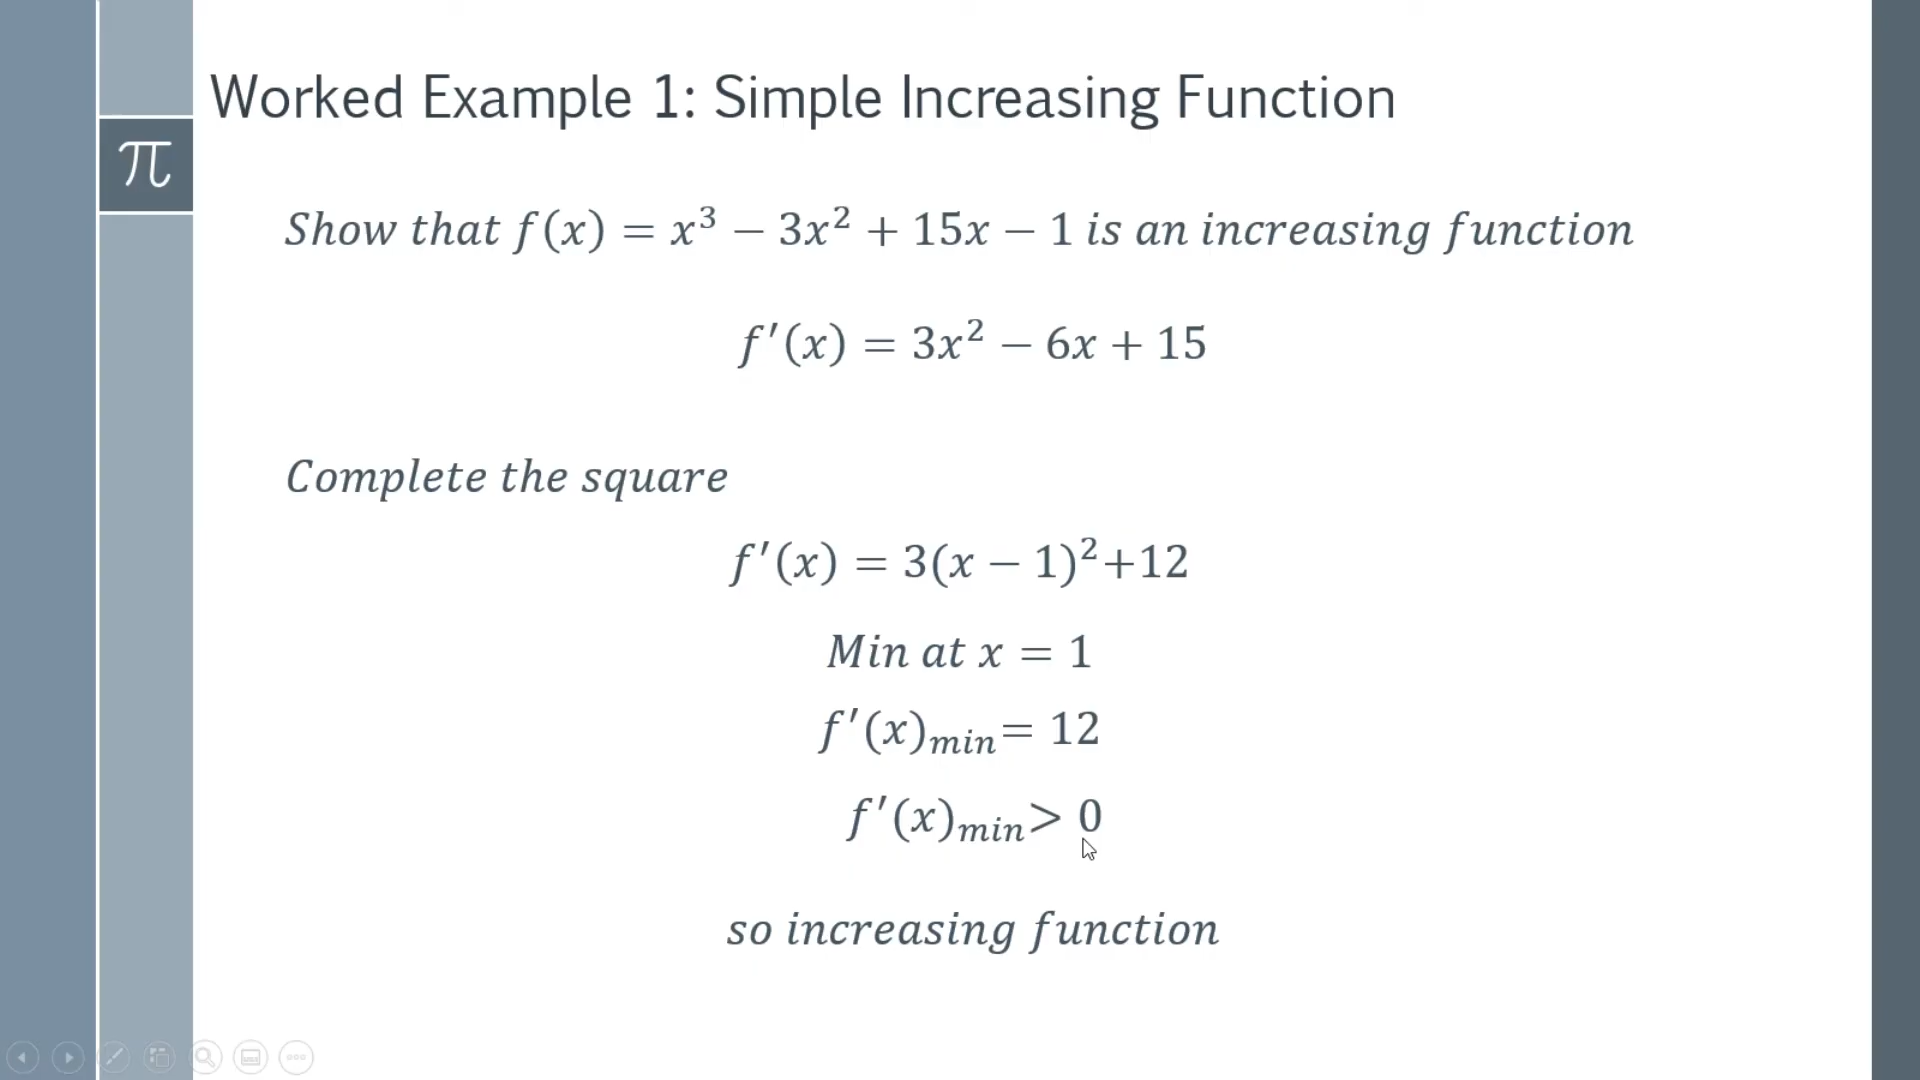 Worked Example 1: Simple Increasing Function
π
Show that f(x) = x³ − 3x² + 15x − 1 is an increasing function
f′(x) = 3x² − 6x + 15
Complete the square
f′(x) = 3(x − 1)²+12
Min at x = 1
f′(x)ₘᵢₙ= 12
f′(x)ₘᵢₙ> 0
so increasing function